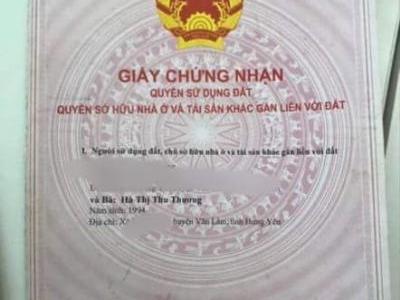 GIẤY CHỨNG NHẬN
QUYỀN SỬ DỤNG ĐẤT
QUYỀN SỞ HỮU NHÀ Ở VÀ TÀI SẢN KHÁC GẮN LIỀN VỚI ĐẤT
I. Người sử dụng đất, chủ sở hữu nhà ở và tài sản khác gắn liền với đất
và Bà: Hà Thị Thu Thương
Năm sinh: 1994
Địa chỉ: X huyện Văn Lâm, tỉnh Hưng Yên